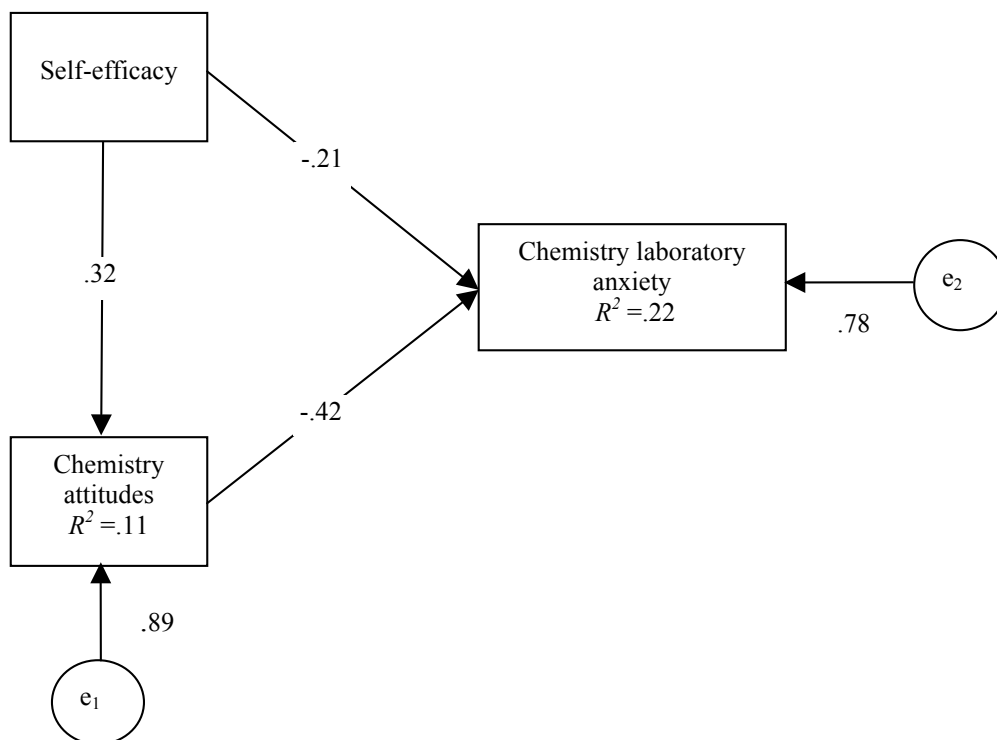 Self-efficacy
-.21
Chemistry laboratory
anxiety
R² =.22
e₂
.78
.32
-.42
Chemistry
attitudes
R² =.11
.89
e₁